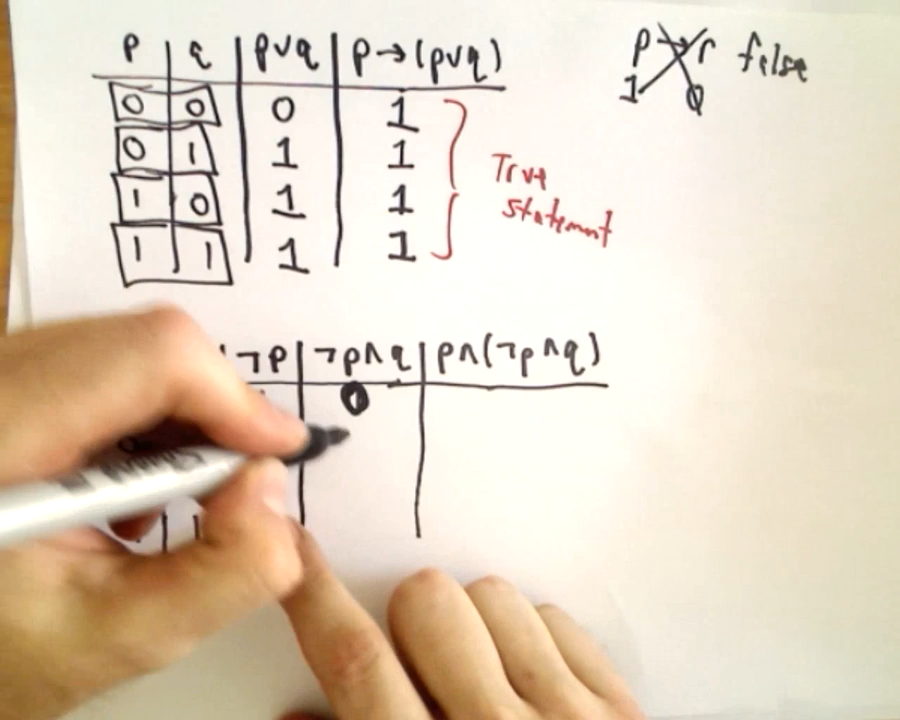 p q p∨q p→(p∨q)
0 0 0 1
0 1 1 1
1 0 1 1
1 1 1 1
True
statement
p→r false
1 0
¬p ¬p∧q p∧(¬p∧q)
0